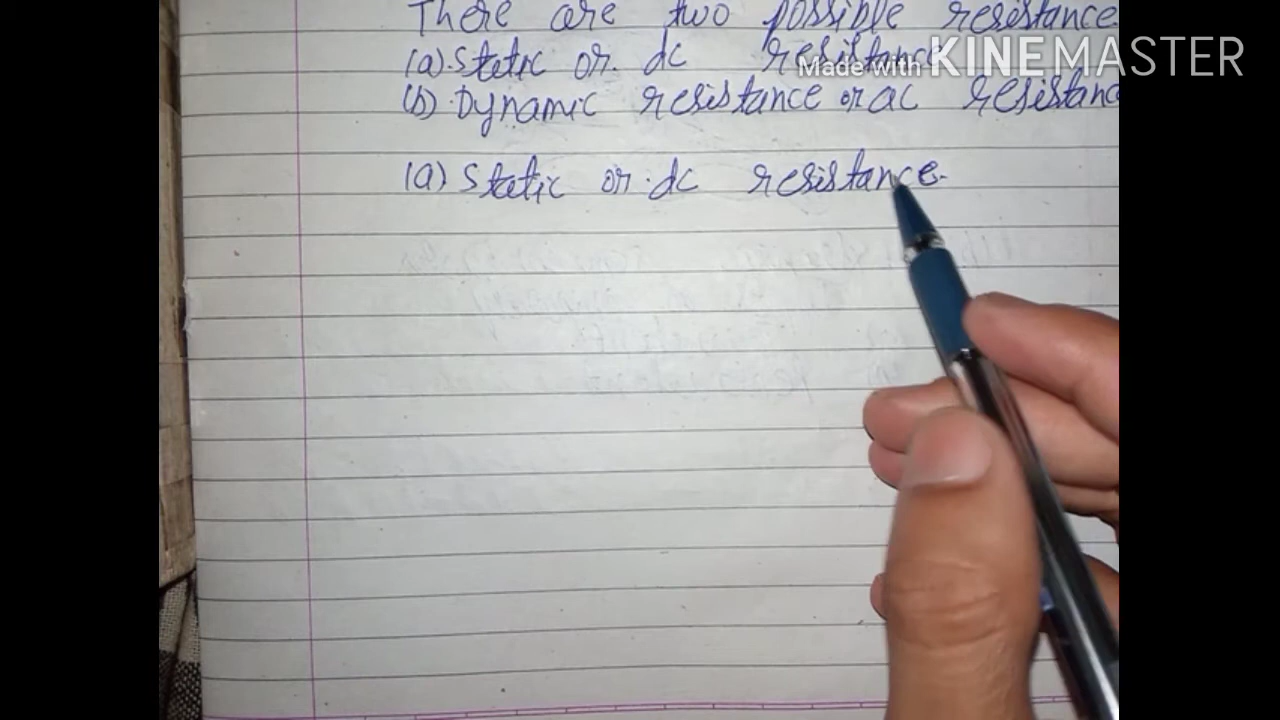 There are two possible resistance
(a). Static or. dc resistance
Made with KINEMASTER
(b). Dynamic resistance or ac resistanc
(a) Static or. dc resistance.